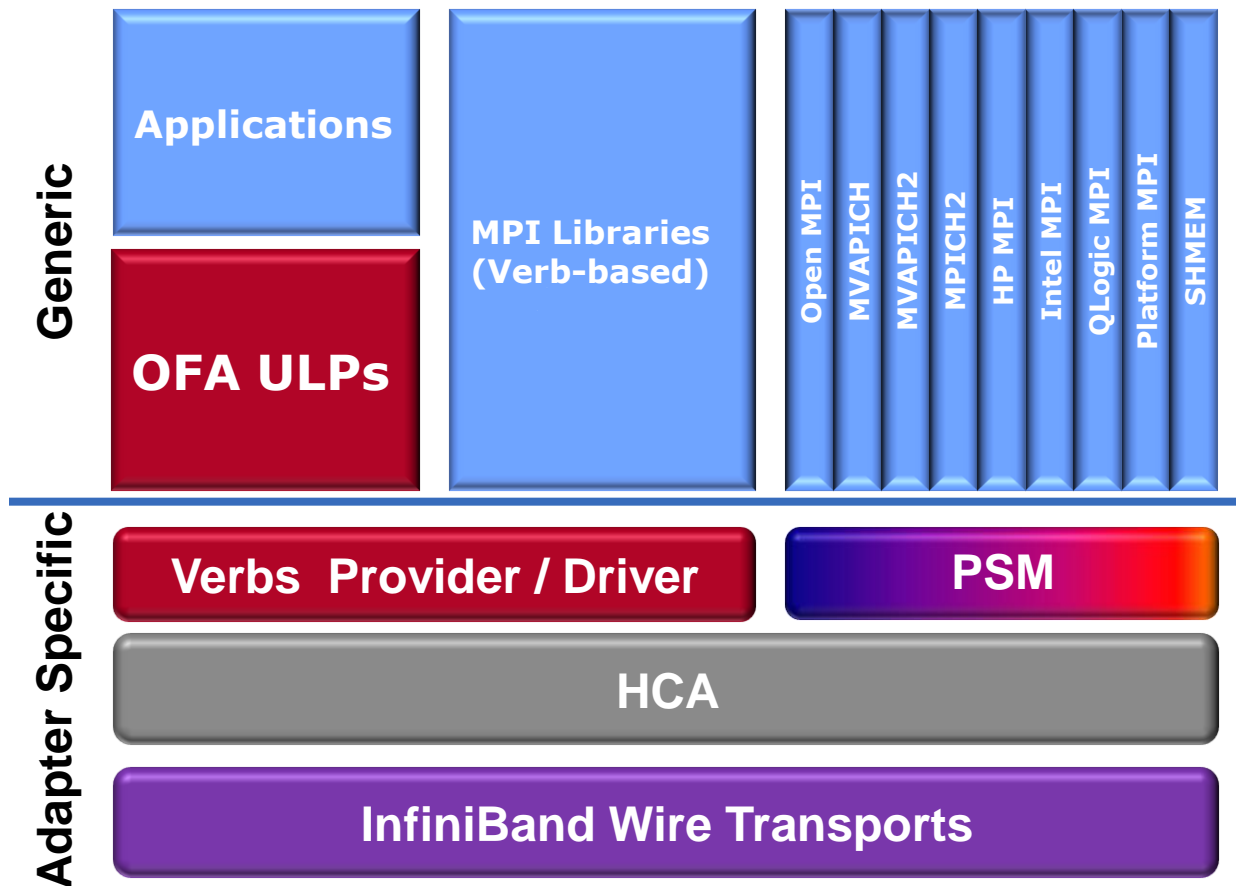 Generic
Applications
OFA ULPs
MPI Libraries
(Verb-based)
Open MPI
MVAPICH
MVAPICH2
MPICH2
HP MPI
Intel MPI
QLogic MPI
Platform MPI
SHMEM
Adapter Specific
Verbs Provider / Driver
PSM
HCA
InfiniBand Wire Transports